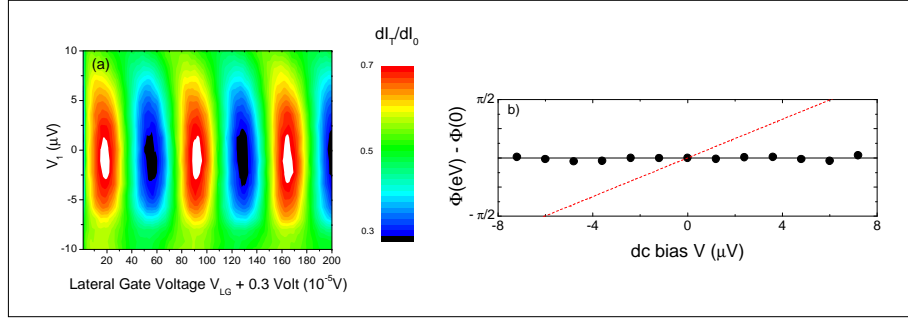 dI_T/dI_0
(a)
10
5
0
-5
-10
V_1 (μV)
20 40 60 80 100 120 140 160 180 200
Lateral Gate Voltage V_LG + 0.3 Volt (10^-5V)
0.7
0.5
0.3
b)
π/2
- π/2
Φ(eV) - Φ(0)
-8 -4 0 4 8
dc bias V (μV)